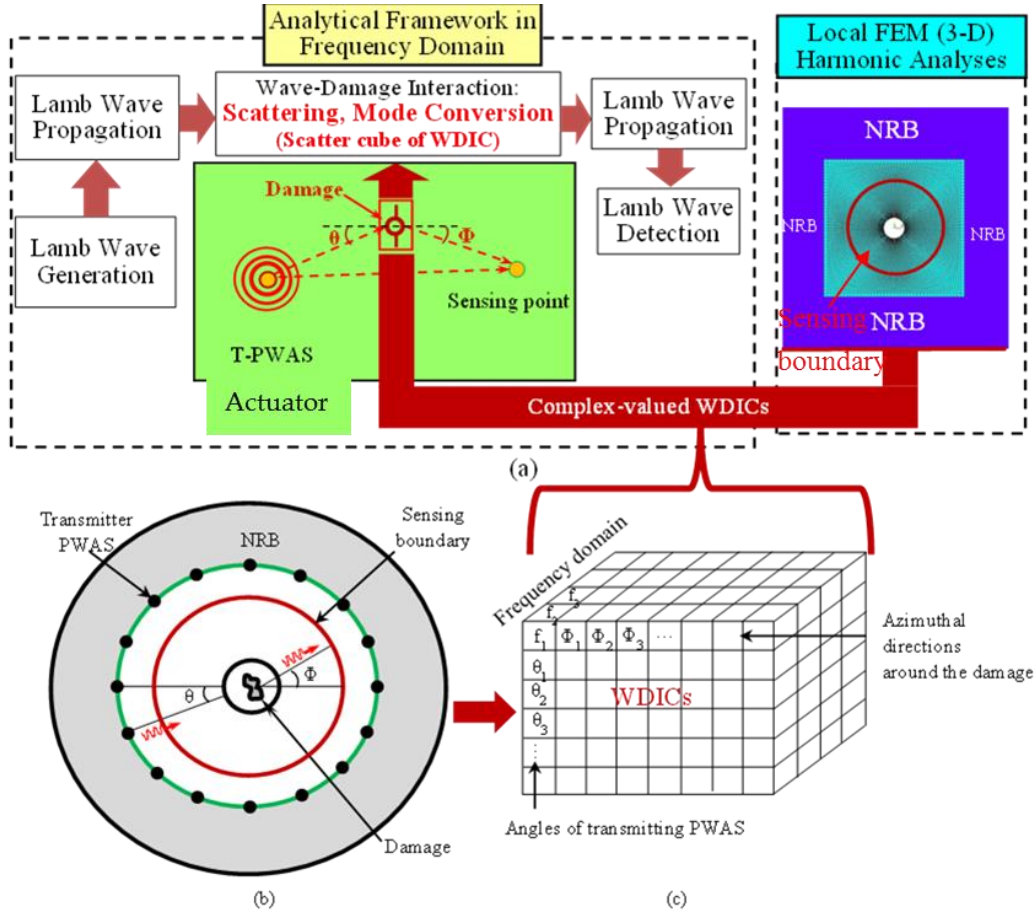 Analytical Framework in
Frequency Domain
Local FEM (3-D)
Harmonic Analyses
Lamb Wave
Propagation
Wave-Damage Interaction:
Scattering, Mode Conversion
(Scatter cube of WDIC)
Lamb Wave
Propagation
Lamb Wave
Generation
Lamb Wave
Detection
Damage
θ
Φ
Sensing point
T-PWAS
Actuator
NRB
NRB
NRB
NRB
Sensing
boundary
Complex-valued WDICs
(a)
Transmitter
PWAS
NRB
Sensing
boundary
θ
Φ
Damage
(b)
Frequency domain
f3
f2
f1 Φ1 Φ2 Φ3 ...
θ1
θ2
θ3
⋮
WDICs
Azimuthal
directions
around the damage
Angles of transmitting PWAS
(c)